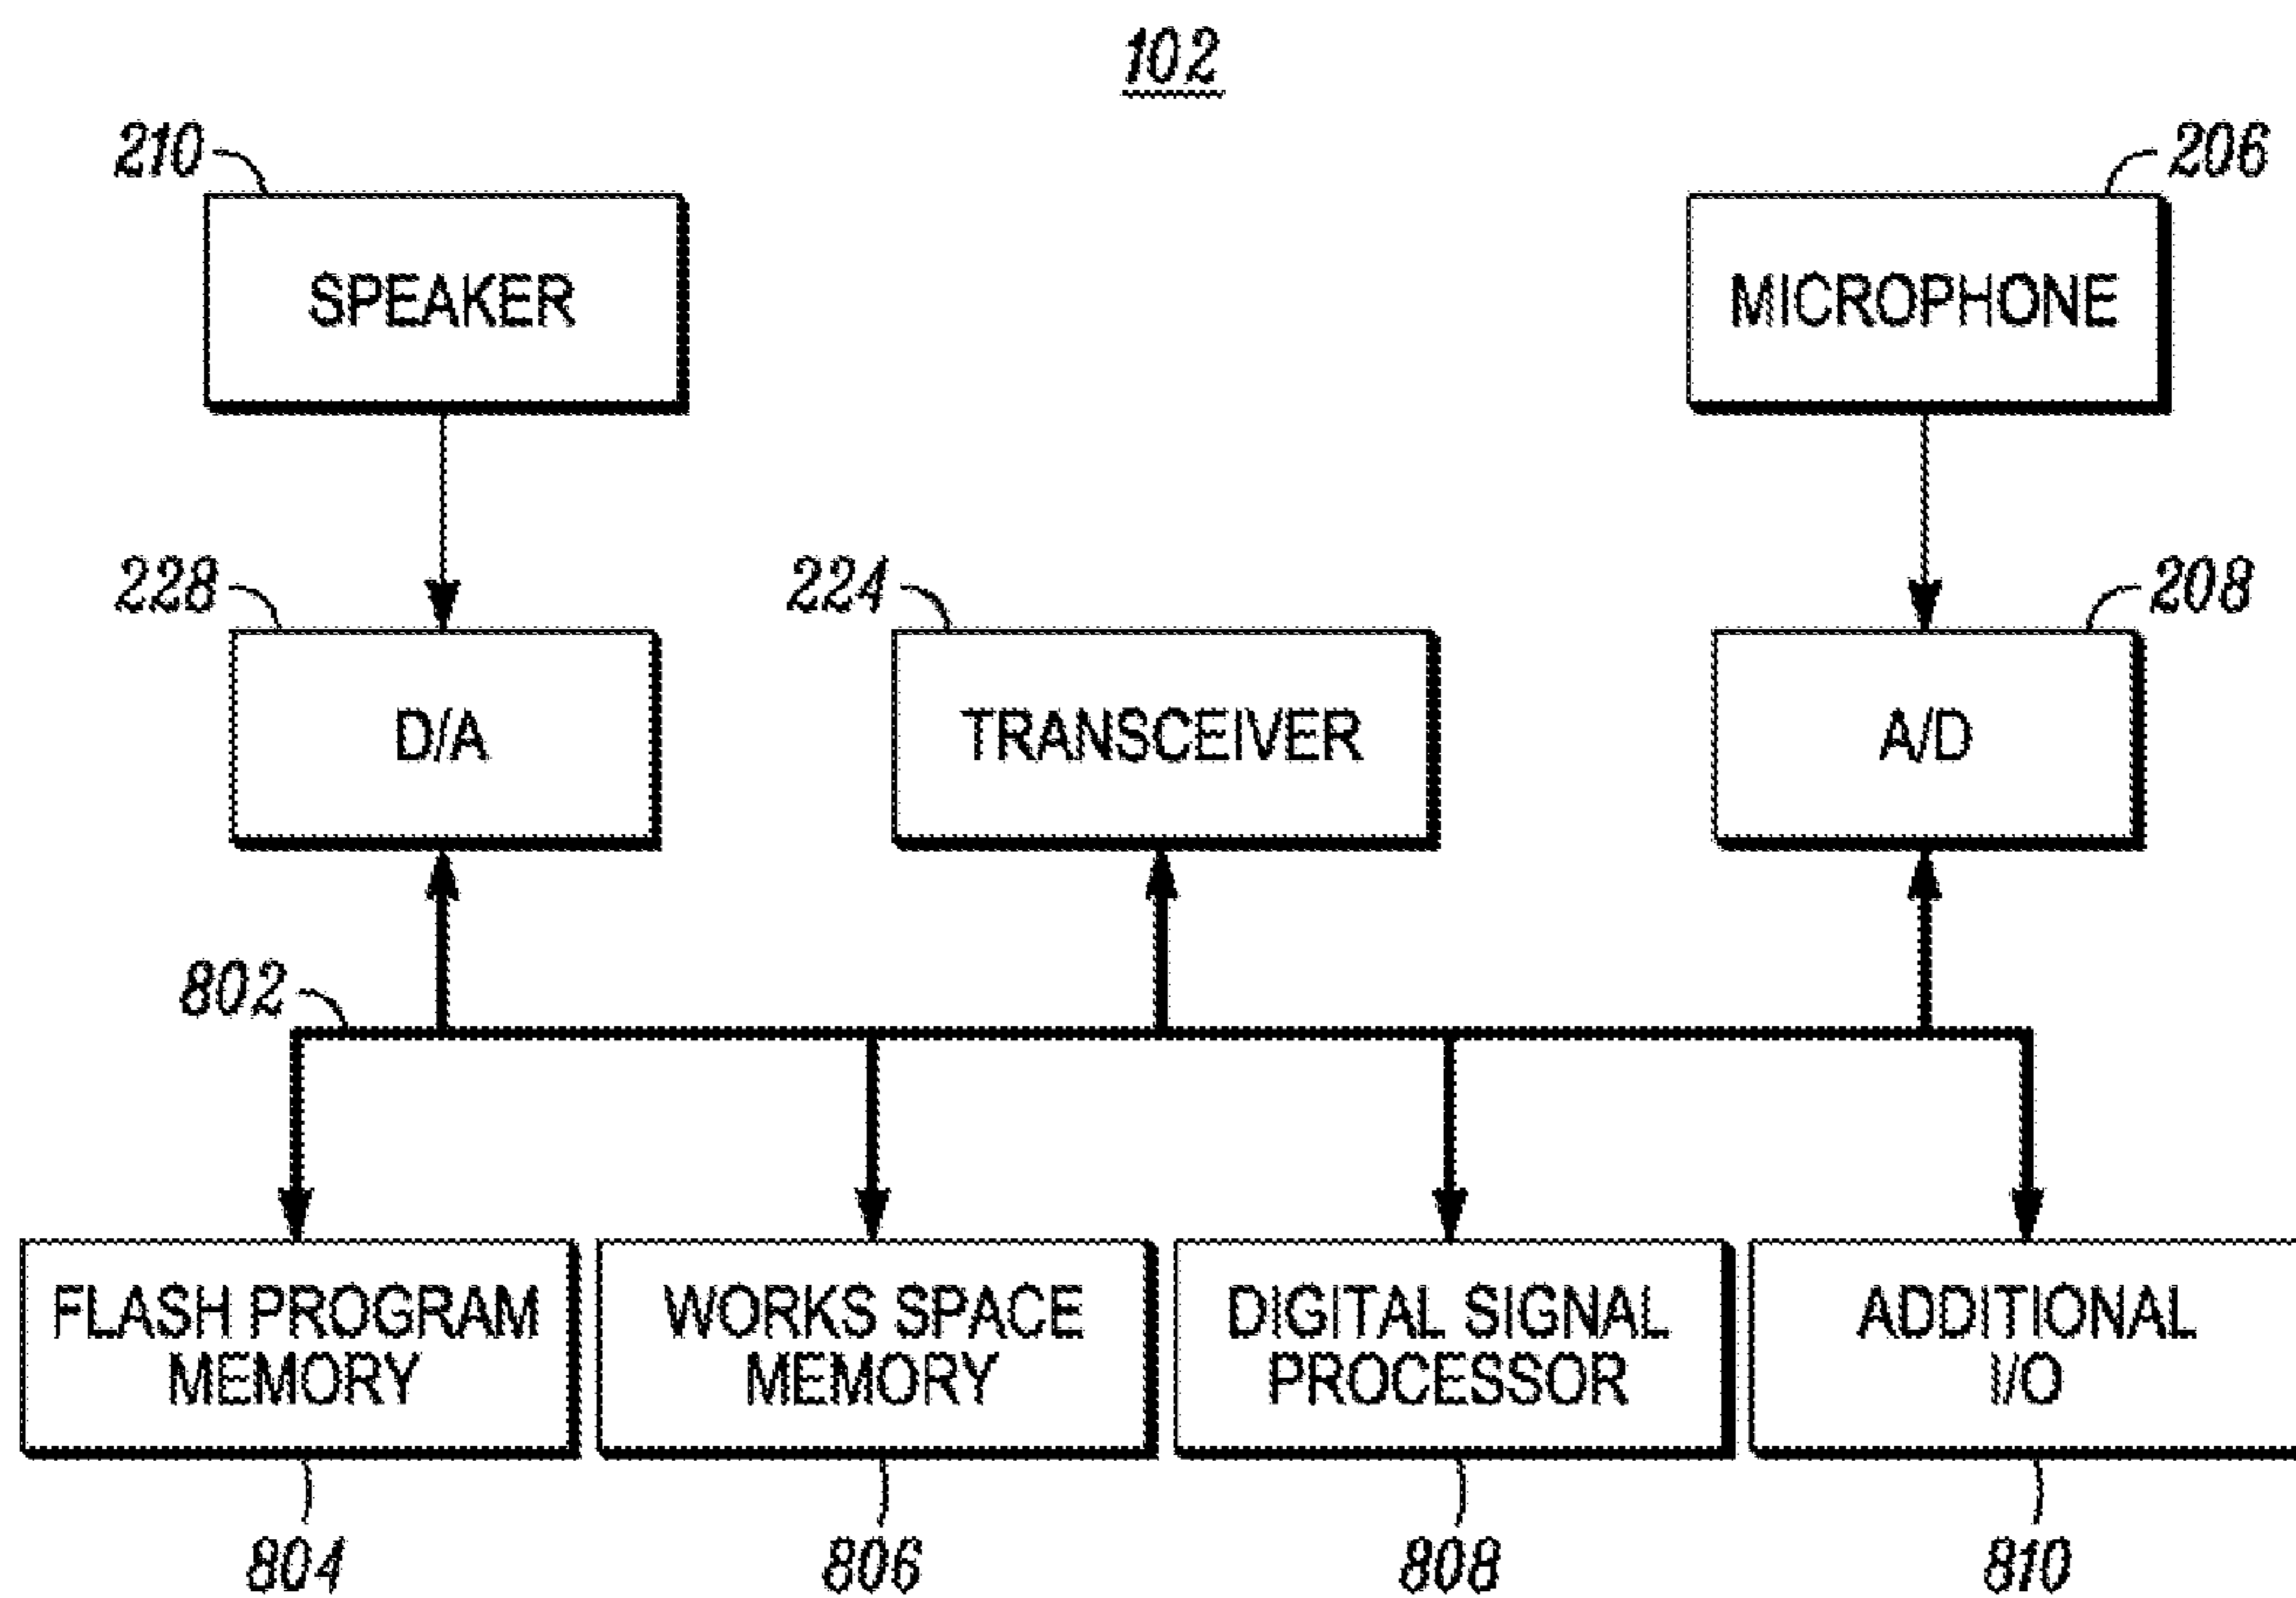 102
210
206
SPEAKER
MICROPHONE
228
224
208
D/A
TRANSCEIVER
A/D
802
FLASH PROGRAM
MEMORY
WORKS SPACE
MEMORY
DIGITAL SIGNAL
PROCESSOR
ADDITIONAL
I/O
804
806
808
810